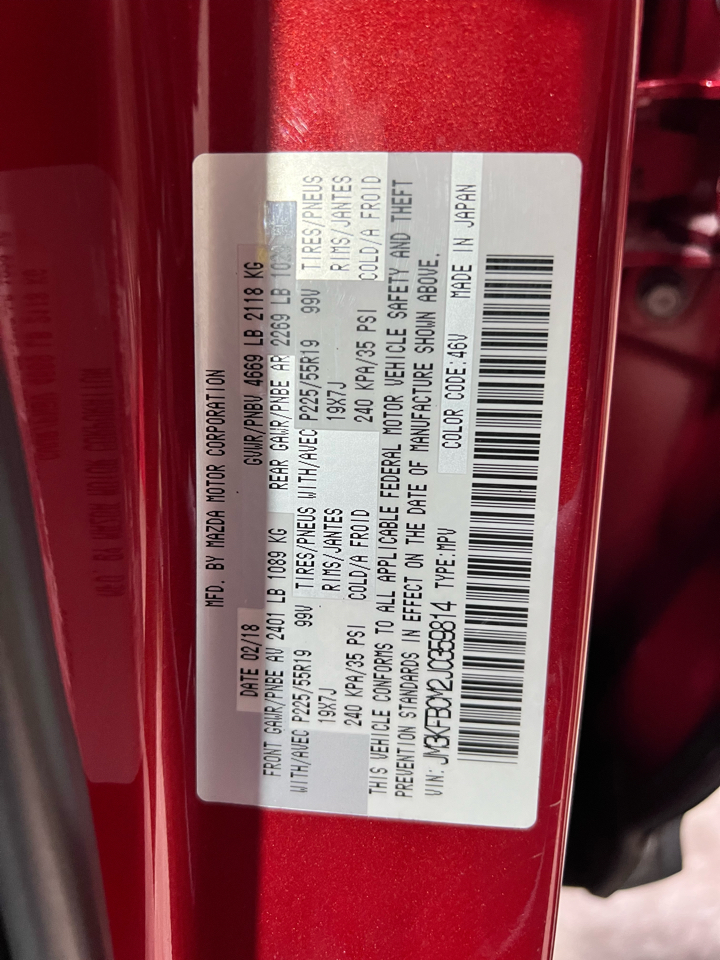 MFD. BY MAZDA MOTOR CORPORATION
DATE 02/18 GVWR/PNBV 4669 LB 2118 KG
FRONT GAWR/PNBE AV 2401 LB 1089 KG REAR GAWR/PNBE AR 2269 LB
WITH/AVEC P225/55R19 99V TIRES/PNEUS WITH/AVEC P225/55R19 99V TIRES/PNEUS
19X7J RIMS/JANTES 19X7J RIMS/JANTES
240 KPA/35 PSI COLD/A FROID 240 KPA/35 PSI COLD/A FROID
THIS VEHICLE CONFORMS TO ALL APPLICABLE FEDERAL MOTOR VEHICLE SAFETY AND THEFT
PREVENTION STANDARDS IN EFFECT ON THE DATE OF MANUFACTURE SHOWN ABOVE.
VIN: JM3KFBCM2J0359814 TYPE:MPV COLOR CODE:46V MADE IN JAPAN